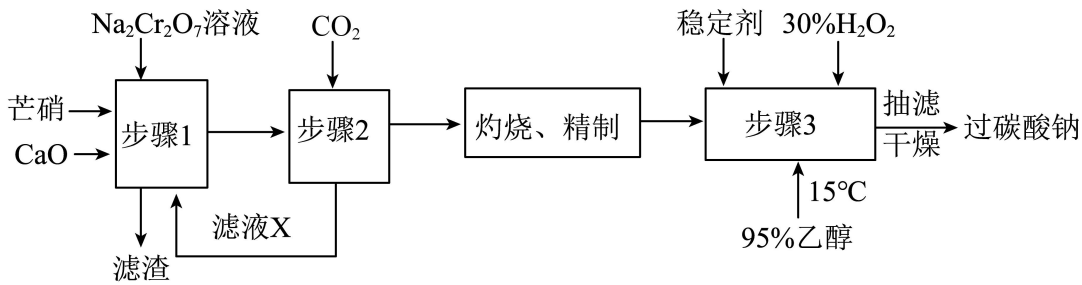 Na₂Cr₂O₇溶液
CO₂
稳定剂
30%H₂O₂
芒硝
CaO
步骤1
步骤2
灼烧、精制
步骤3
抽滤
干燥
过碳酸钠
滤液X
15℃
滤渣
95%乙醇